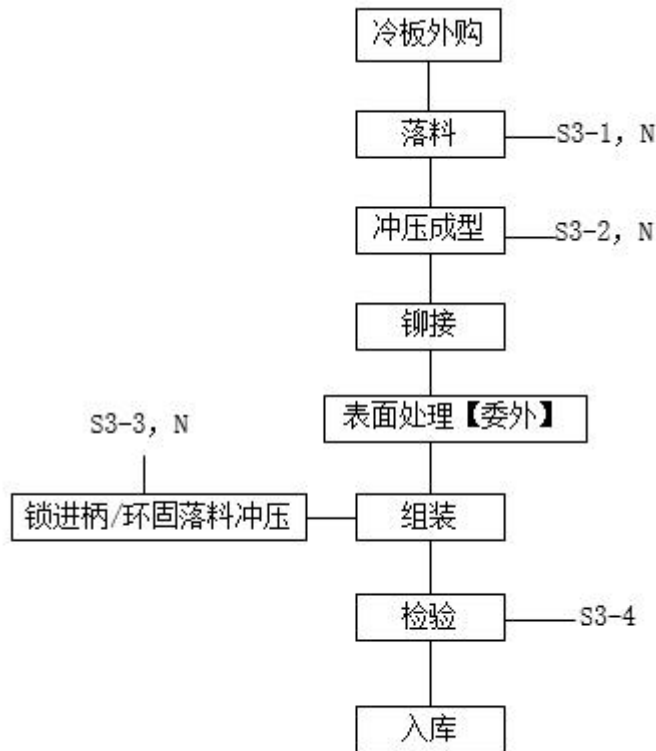 冷板外购
落料
S3-1, N
冲压成型
S3-2, N
铆接
表面处理【委外】
S3-3, N
锁进柄/环固落料冲压
组装
检验
S3-4
入库